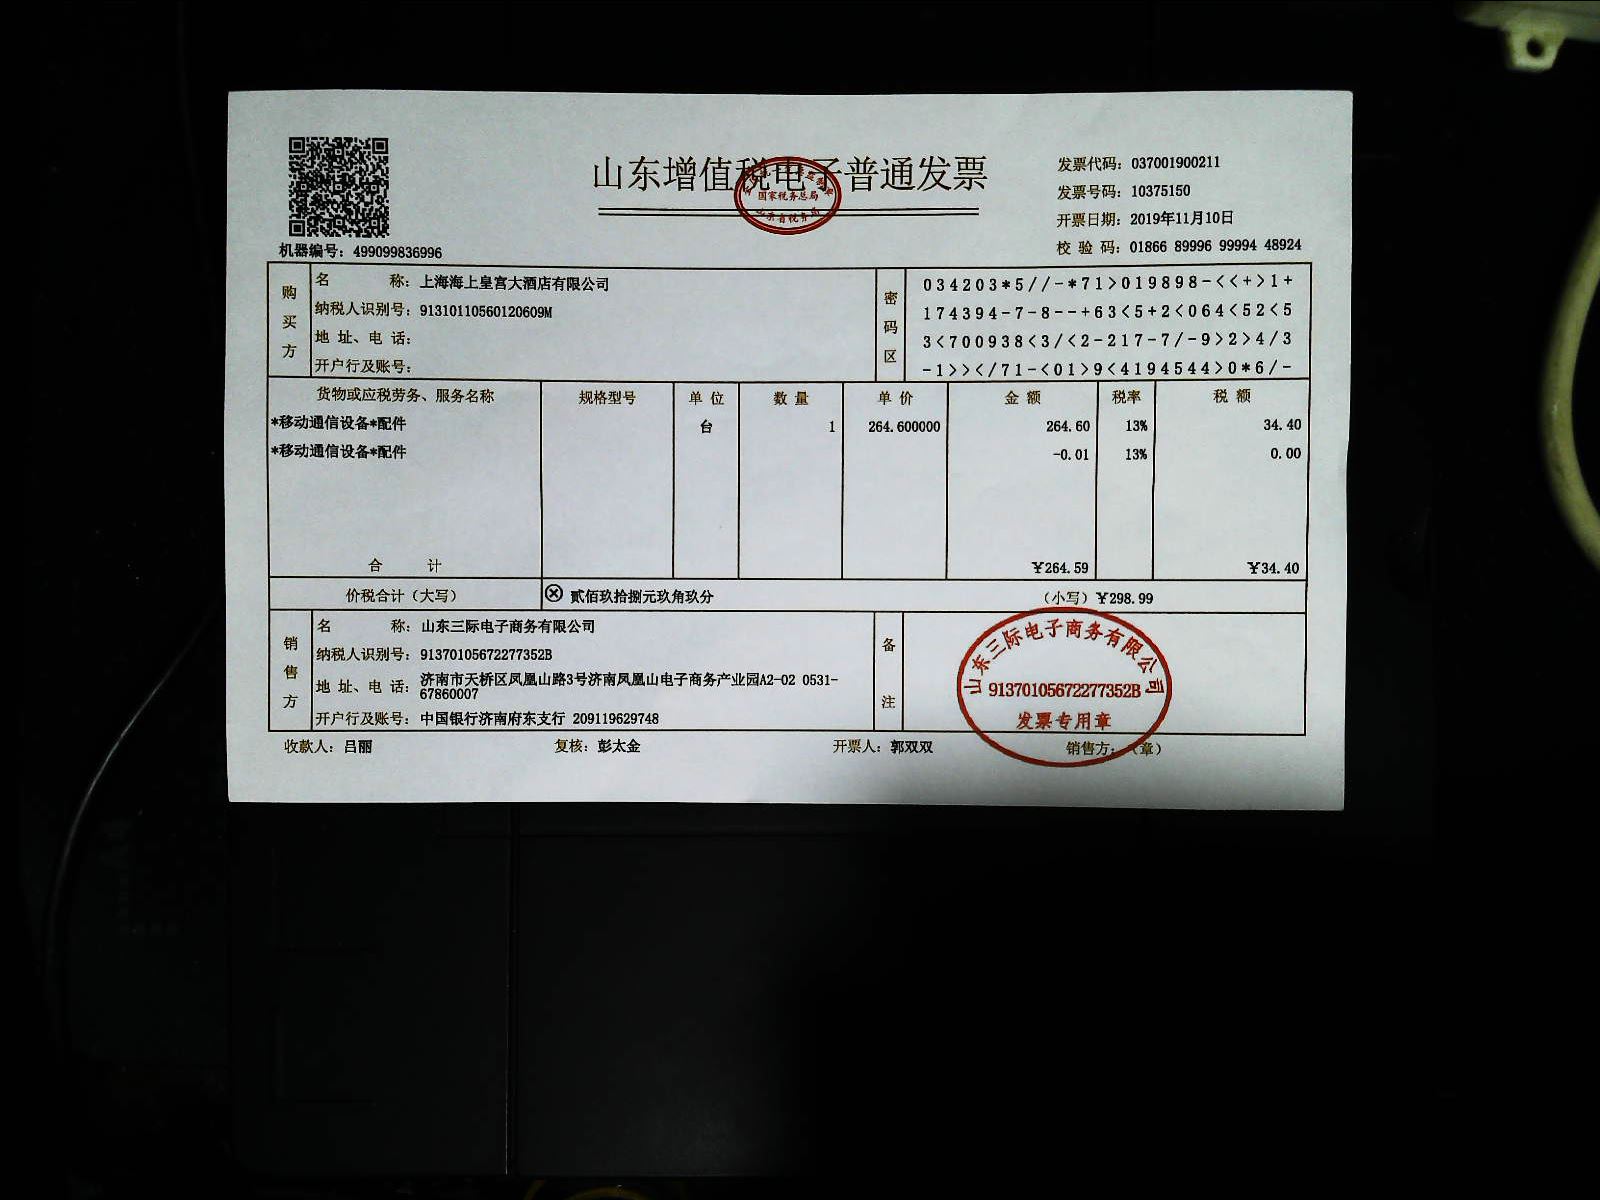 山东增值税电子普通发票
国家税务总局
山东省税务局
发票代码：037001900211
发票号码：10375150
开票日期：2019年11月10日
校 验 码：01866 89996 99994 48924
机器编号：499099836996
购买方
名 称：上海海上皇宫大酒店有限公司
纳税人识别号：91310110560120609M
地 址、电 话：
开户行及账号：
密码区
034203*5//-*71>019898-<<+>1+
174394-7-8--+63<5+2<064<52<5
3<700938<3/<2-217-7/-9>2>4/3
-1>></71-<01>9<4194544>0*6/-
货物或应税劳务、服务名称 规格型号 单 位 数 量 单 价 金 额 税率 税 额
*移动通信设备*配件 台 1 264.600000 264.60 13% 34.40
*移动通信设备*配件 -0.01 13% 0.00
合 计 ￥264.59 ￥34.40
价税合计（大写） ⊗ 贰佰玖拾捌元玖角玖分 （小写）￥298.99
销售方
名 称：山东三际电子商务有限公司
纳税人识别号：91370105672277352B
地 址、电 话：济南市天桥区凤凰山路3号济南凤凰山电子商务产业园A2-02 0531-
67860007
开户行及账号：中国银行济南府东支行 209119629748
备注
山东三际电子商务有限公司
91370105672277352B
发票专用章
收款人：吕丽 复核：彭太金 开票人：郭双双 销售方：（章）